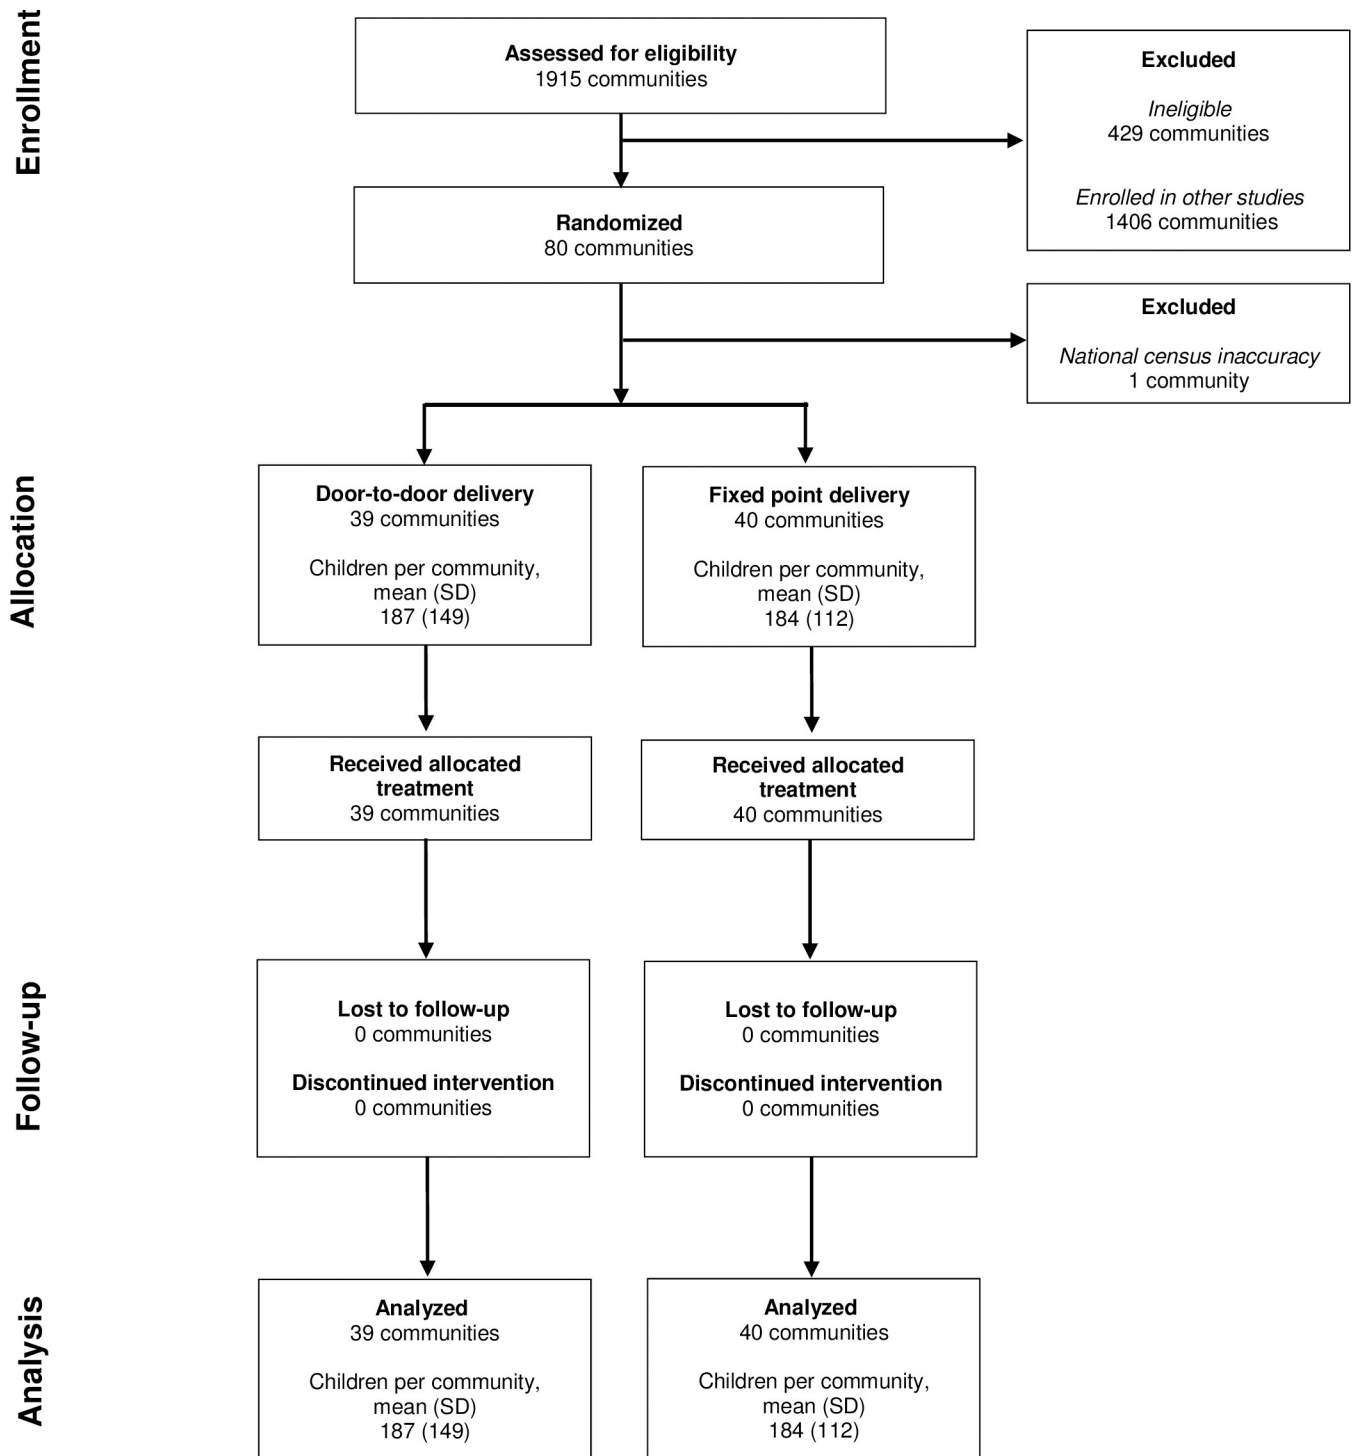 Enrollment
Assessed for eligibility
1915 communities
Excluded
Ineligible
429 communities
Enrolled in other studies
1406 communities
Randomized
80 communities
Excluded
National census inaccuracy
1 community
Allocation
Door-to-door delivery
39 communities
Children per community,
mean (SD)
187 (149)
Fixed point delivery
40 communities
Children per community,
mean (SD)
184 (112)
Received allocated
treatment
39 communities
Received allocated
treatment
40 communities
Follow-up
Lost to follow-up
0 communities
Discontinued intervention
0 communities
Lost to follow-up
0 communities
Discontinued intervention
0 communities
Analysis
Analyzed
39 communities
Children per community,
mean (SD)
187 (149)
Analyzed
40 communities
Children per community,
mean (SD)
184 (112)